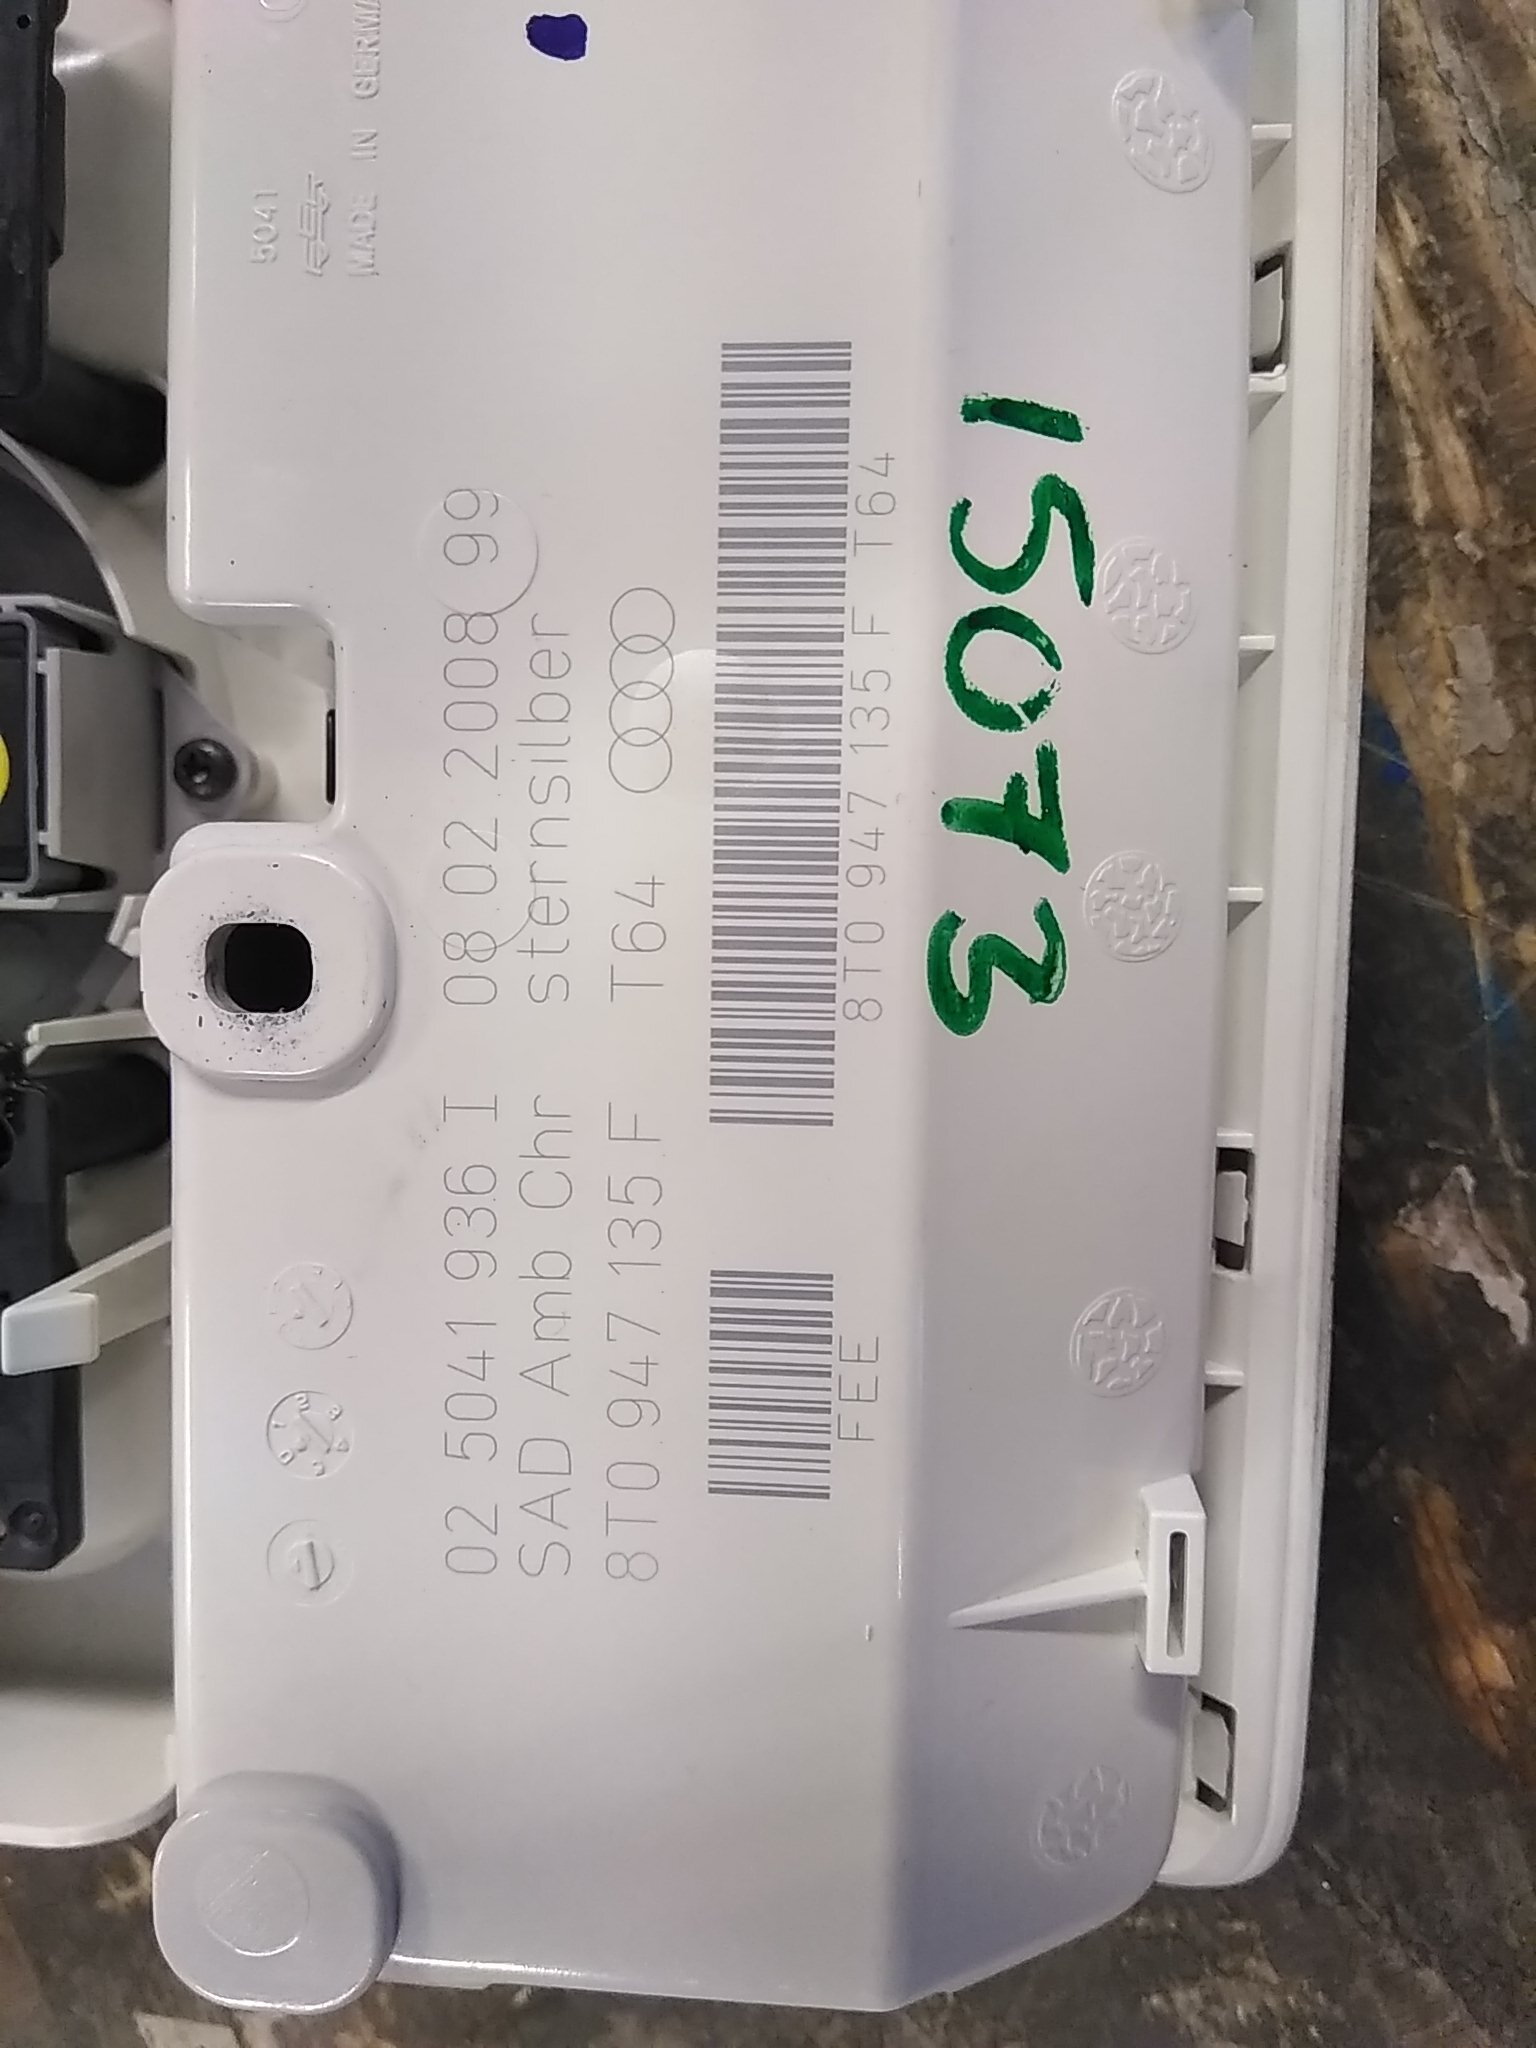 5041
MADE IN GERMA
02 5041 936 I 08 02 2008 99
SAD Amb Chr sternsilber
8T0 947 135 F T64
FEE
8T0 947 135 F T64
15073